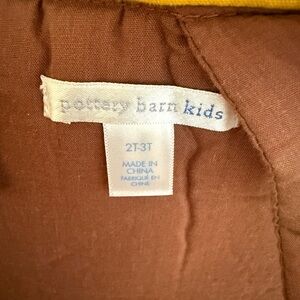 pottery barn kids
2T-3T
MADE IN
CHINA
FABRIQUÉ EN
CHINE